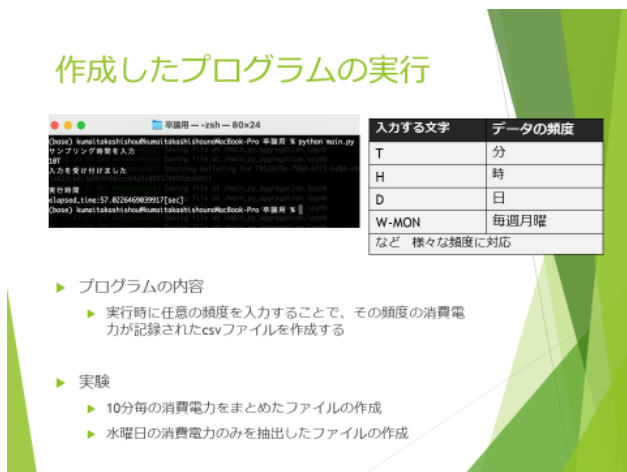 作成したプログラムの実行
卒論用 — -zsh — 80×24
(base) kumaitakashishou@kumaitakashishounoMacBook-Pro 卒論用 % python main.py
サンプリング時間を入力
10T
入力を受け付けました
実行時間
elapsed_time:57.0226469039917[sec]
(base) kumaitakashishou@kumaitakashishounoMacBook-Pro 卒論用 %
入力する文字 データの頻度
T 分
H 時
D 日
W-MON 毎週月曜
など 様々な頻度に対応
プログラムの内容
実行時に任意の頻度を入力することで、その頻度の消費電
力が記録されたcsvファイルを作成する
実験
10分毎の消費電力をまとめたファイルの作成
水曜日の消費電力のみを抽出したファイルの作成